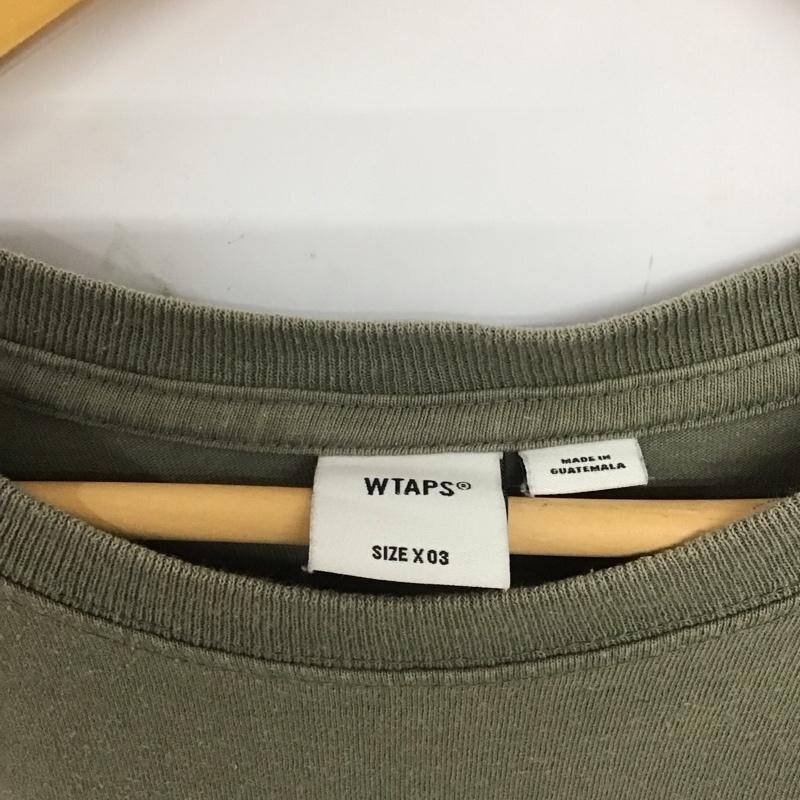 WTAPS®
SIZE X 03
MADE IN
GUATEMALA